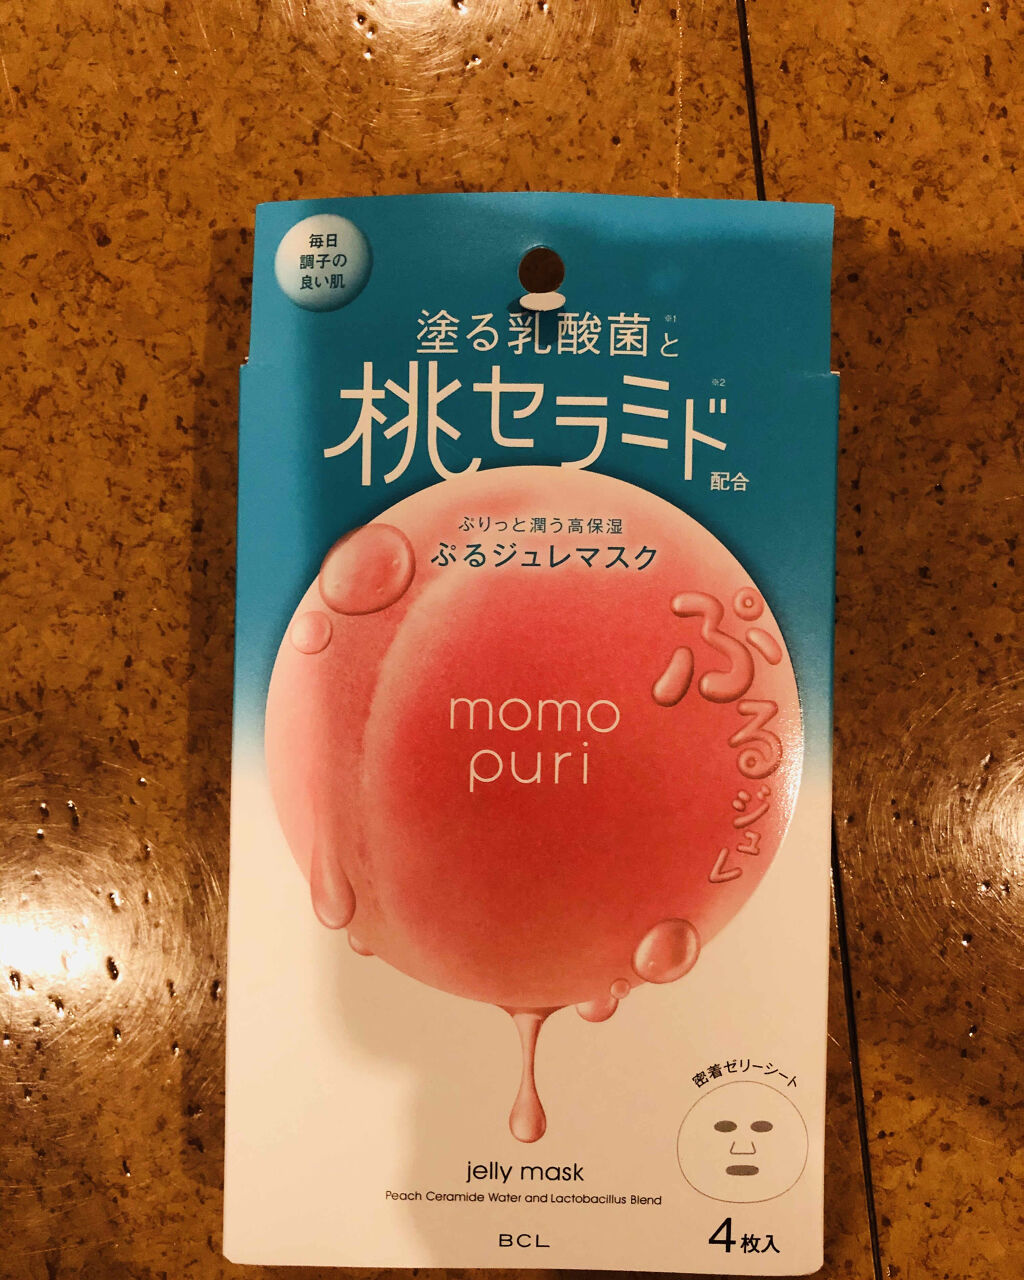 毎日
調子の
良い肌
塗る乳酸菌※1と
桃セラミド※2
配合
ぷりっと潤う高保湿
ぷるジュレマスク
ぷるジュレ
momo
puri
密着ゼリーシート
jelly mask
Peach Ceramide Water and Lactobacillus Blend
BCL
4枚入